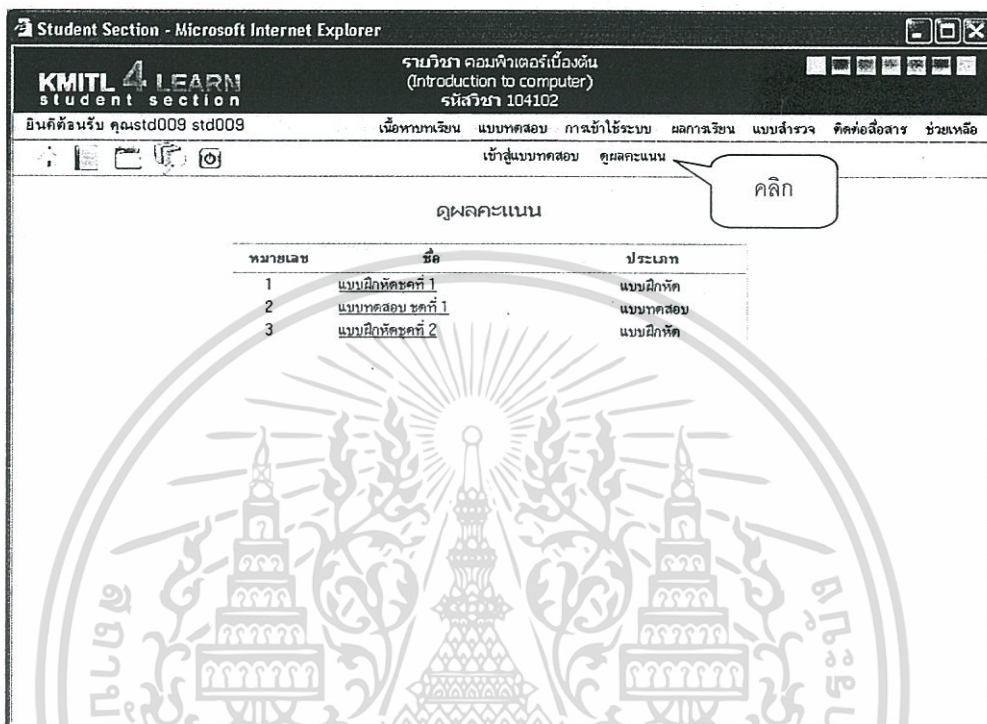 Student Section - Microsoft Internet Explorer
KMITL 4 LEARN
student section
รายวิชา คอมพิวเตอร์เบื้องต้น
(Introduction to computer)
รหัสวิชา 104102
ยินดีต้อนรับ คุณstd009 std009
เนื้อหาบทเรียน แบบทดสอบ การเข้าใช้ระบบ ผลการเรียน แบบสำรวจ ติดต่อสื่อสาร ช่วยเหลือ
เข้าสู่แบบทดสอบ ดูผลคะแนน
คลิก
ดูผลคะแนน
หมายเลข ชื่อ ประเภท
1 แบบฝึกหัดชุดที่ 1 แบบฝึกหัด
2 แบบทดสอบ ชุดที่ 1 แบบทดสอบ
3 แบบฝึกหัดชุดที่ 2 แบบฝึกหัด